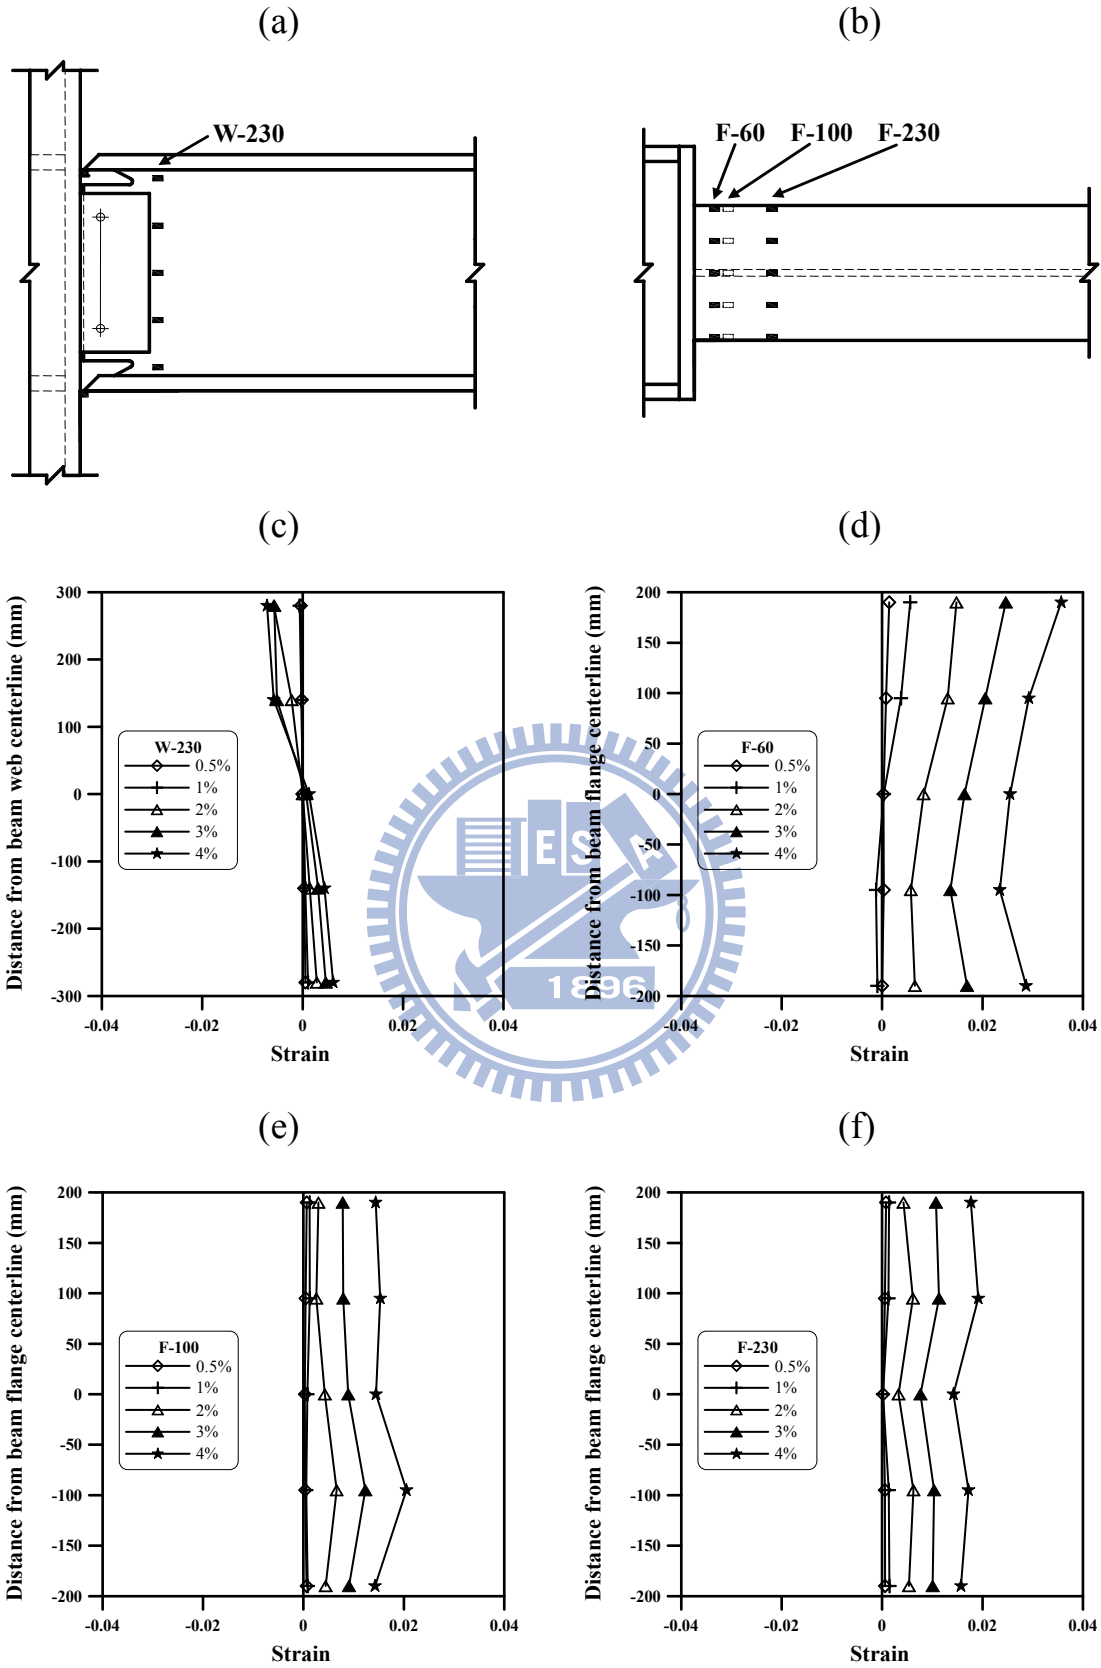 (a)
(b)
W-230
F-60 F-100 F-230
(c)
(d)
Distance from beam web centerline (mm)
300
200
100
0
-100
-200
-300
W-230
0.5%
1%
2%
3%
4%
-0.04 -0.02 0 0.02 0.04
Strain
Distance from beam flange centerline (mm)
200
150
100
50
0
-50
-100
-150
-200
F-60
0.5%
1%
2%
3%
4%
-0.04 -0.02 0 0.02 0.04
Strain
E S
1896
(e)
(f)
Distance from beam flange centerline (mm)
200
150
100
50
0
-50
-100
-150
-200
F-100
0.5%
1%
2%
3%
4%
-0.04 -0.02 0 0.02 0.04
Strain
Distance from beam flange centerline (mm)
200
150
100
50
0
-50
-100
-150
-200
F-230
0.5%
1%
2%
3%
4%
-0.04 -0.02 0 0.02 0.04
Strain